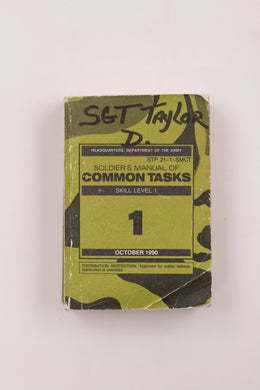 SGT TAYLOR
D.
HEADQUARTERS, DEPARTMENT OF THE ARMY
STP 21-1-SMCT
SOLDIER'S MANUAL OF
COMMON TASKS
SKILL LEVEL 1
1
OCTOBER 1990
DISTRIBUTION RESTRICTION: Approved for public release;
distribution is unlimited.